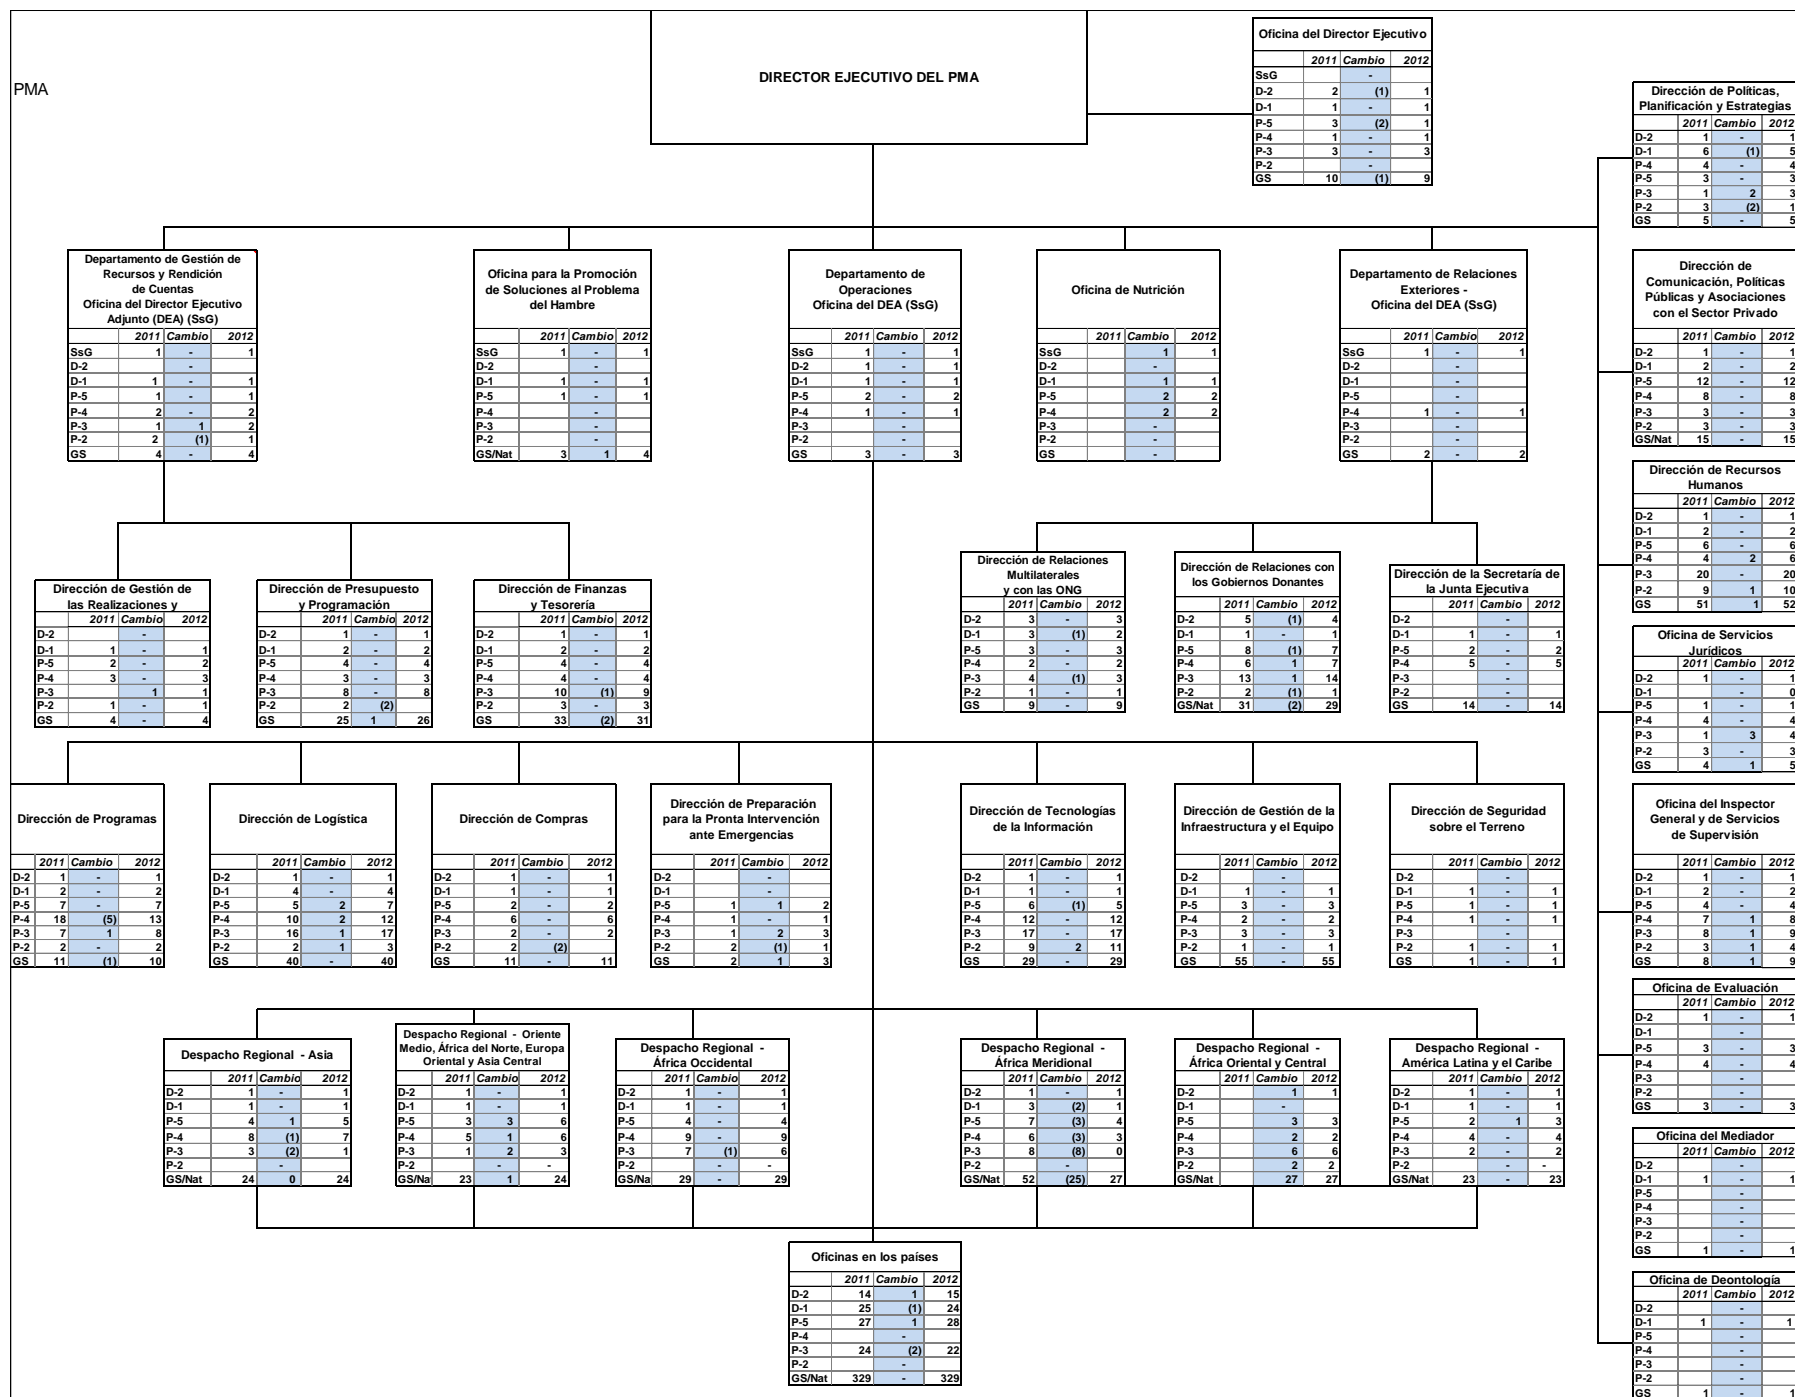 PMA
DIRECTOR EJECUTIVO DEL PMA
Oficina del Director Ejecutivo
2011 Cambio 2012
SsG -
D-2 2 (1) 1
D-1 1 - 1
P-5 3 (2) 1
P-4 1 - 1
P-3 3 - 3
P-2 -
GS 10 (1) 9
Dirección de Políticas,
Planificación y Estrategias
2011 Cambio 2012
D-2 1 - 1
D-1 6 (1) 5
P-4 4 - 4
P-5 3 - 3
P-3 1 2 3
P-2 3 (2) 1
GS 5 - 5
Departamento de Gestión de
Recursos y Rendición
de Cuentas
Oficina del Director Ejecutivo
Adjunto (DEA) (SsG)
2011 Cambio 2012
SsG 1 - 1
D-2 -
D-1 1 - 1
P-5 1 - 1
P-4 2 - 2
P-3 1 1 2
P-2 2 (1) 1
GS 4 - 4
Oficina para la Promoción
de Soluciones al Problema
del Hambre
2011 Cambio 2012
SsG 1 - 1
D-2 -
D-1 1 - 1
P-5 1 - 1
P-4 -
P-3 -
P-2 -
GS/Nat 3 1 4
Departamento de
Operaciones
Oficina del DEA (SsG)
2011 Cambio 2012
SsG 1 - 1
D-2 1 - 1
D-1 1 - 1
P-5 2 - 2
P-4 1 - 1
P-3 -
P-2 -
GS 3 - 3
Oficina de Nutrición
2011 Cambio 2012
SsG 1 1
D-2 -
D-1 1 1
P-5 2 2
P-4 2 2
P-3 -
P-2 -
GS -
Departamento de Relaciones
Exteriores -
Oficina del DEA (SsG)
2011 Cambio 2012
SsG 1 - 1
D-2 -
D-1 -
P-5 -
P-4 1 - 1
P-3 -
P-2 -
GS 2 - 2
Dirección de
Comunicación, Políticas
Públicas y Asociaciones
con el Sector Privado
2011 Cambio 2012
D-2 1 - 1
D-1 2 - 2
P-5 12 - 12
P-4 8 - 8
P-3 3 - 3
P-2 3 - 3
GS/Nat 15 - 15
Dirección de Recursos
Humanos
2011 Cambio 2012
D-2 1 - 1
D-1 2 - 2
P-5 6 - 6
P-4 4 2 6
P-3 20 - 20
P-2 9 1 10
GS 51 1 52
Dirección de Gestión de
las Realizaciones y
2011 Cambio 2012
D-2 -
D-1 1 - 1
P-5 2 - 2
P-4 3 - 3
P-3 1 1
P-2 1 - 1
GS 4 - 4
Dirección de Presupuesto
y Programación
2011 Cambio 2012
D-2 1 - 1
D-1 2 - 2
P-5 4 - 4
P-4 3 - 3
P-3 8 - 8
P-2 2 (2)
GS 25 1 26
Dirección de Finanzas
y Tesorería
2011 Cambio 2012
D-2 1 - 1
D-1 2 - 2
P-5 4 - 4
P-4 4 - 4
P-3 10 (1) 9
P-2 3 - 3
GS 33 (2) 31
Dirección de Relaciones
Multilaterales
y con las ONG
2011 Cambio 2012
D-2 3 - 3
D-1 3 (1) 2
P-5 3 - 3
P-4 2 - 2
P-3 4 (1) 3
P-2 1 - 1
GS 9 - 9
Dirección de Relaciones con
los Gobiernos Donantes
2011 Cambio 2012
D-2 5 (1) 4
D-1 1 - 1
P-5 8 (1) 7
P-4 6 1 7
P-3 13 1 14
P-2 2 (1) 1
GS/Nat 31 (2) 29
Dirección de la Secretaría de
la Junta Ejecutiva
2011 Cambio 2012
D-2 -
D-1 1 - 1
P-5 2 - 2
P-4 5 - 5
P-3 -
P-2 -
GS 14 - 14
Oficina de Servicios
Jurídicos
2011 Cambio 2012
D-2 1 - 1
D-1 - 0
P-5 1 - 1
P-4 4 - 4
P-3 1 3 4
P-2 3 - 3
GS 4 1 5
Dirección de Programas
2011 Cambio 2012
D-2 1 - 1
D-1 2 - 2
P-5 7 - 7
P-4 18 (5) 13
P-3 7 1 8
P-2 2 - 2
GS 11 (1) 10
Dirección de Logística
2011 Cambio 2012
D-2 1 - 1
D-1 4 - 4
P-5 5 2 7
P-4 10 2 12
P-3 16 1 17
P-2 2 1 3
GS 40 - 40
Dirección de Compras
2011 Cambio 2012
D-2 1 - 1
D-1 1 - 1
P-5 2 - 2
P-4 6 - 6
P-3 2 - 2
P-2 2 (2)
GS 11 - 11
Dirección de Preparación
para la Pronta Intervención
ante Emergencias
2011 Cambio 2012
D-2 -
D-1 -
P-5 1 1 2
P-4 1 - 1
P-3 1 2 3
P-2 2 (1) 1
GS 2 1 3
Dirección de Tecnologías
de la Información
2011 Cambio 2012
D-2 1 - 1
D-1 1 - 1
P-5 6 (1) 5
P-4 12 - 12
P-3 17 - 17
P-2 9 2 11
GS 29 - 29
Dirección de Gestión de la
Infraestructura y el Equipo
2011 Cambio 2012
D-2 -
D-1 1 - 1
P-5 3 - 3
P-4 2 - 2
P-3 3 - 3
P-2 1 - 1
GS 55 - 55
Dirección de Seguridad
sobre el Terreno
2011 Cambio 2012
D-2 -
D-1 1 - 1
P-5 1 - 1
P-4 1 - 1
P-3 -
P-2 1 - 1
GS 1 - 1
Oficina del Inspector
General y de Servicios
de Supervisión
2011 Cambio 2012
D-2 1 - 1
D-1 2 - 2
P-5 4 - 4
P-4 7 1 8
P-3 8 1 9
P-2 3 1 4
GS 8 1 9
Oficina de Evaluación
2011 Cambio 2012
D-2 1 - 1
D-1 -
P-5 3 - 3
P-4 4 - 4
P-3 -
P-2 -
GS 3 - 3
Despacho Regional - Asia
2011 Cambio 2012
D-2 1 - 1
D-1 1 - 1
P-5 4 1 5
P-4 8 (1) 7
P-3 3 (2) 1
P-2 -
GS/Nat 24 0 24
Despacho Regional - Oriente
Medio, África del Norte, Europa
Oriental y Asia Central
2011 Cambio 2012
D-2 1 - 1
D-1 1 - 1
P-5 3 3 6
P-4 5 1 6
P-3 1 2 3
P-2 - -
GS/Na 23 1 24
Despacho Regional -
África Occidental
2011 Cambio 2012
D-2 1 - 1
D-1 1 - 1
P-5 4 - 4
P-4 9 - 9
P-3 7 (1) 6
P-2 - -
GS/Na 29 - 29
Despacho Regional -
África Meridional
2011 Cambio 2012
D-2 1 - 1
D-1 3 (2) 1
P-5 7 (3) 4
P-4 6 (3) 3
P-3 8 (8) 0
P-2 -
GS/Nat 52 (25) 27
Despacho Regional -
África Oriental y Central
2011 Cambio 2012
D-2 1 1
D-1 -
P-5 3 3
P-4 2 2
P-3 6 6
P-2 2 2
GS/Nat 27 27
Despacho Regional -
América Latina y el Caribe
2011 Cambio 2012
D-2 1 - 1
D-1 1 - 1
P-5 2 1 3
P-4 4 - 4
P-3 2 - 2
P-2 - -
GS/Nat 23 - 23
Oficina del Mediador
2011 Cambio 2012
D-2 -
D-1 1 - 1
P-5 -
P-4 -
P-3 -
P-2 -
GS 1 - 1
Oficinas en los países
2011 Cambio 2012
D-2 14 1 15
D-1 25 (1) 24
P-5 27 1 28
P-4 -
P-3 24 (2) 22
P-2 -
GS/Nat 329 - 329
Oficina de Deontología
2011 Cambio 2012
D-2 -
D-1 1 - 1
P-5 -
P-4 -
P-3 -
P-2 -
GS 1 - 1